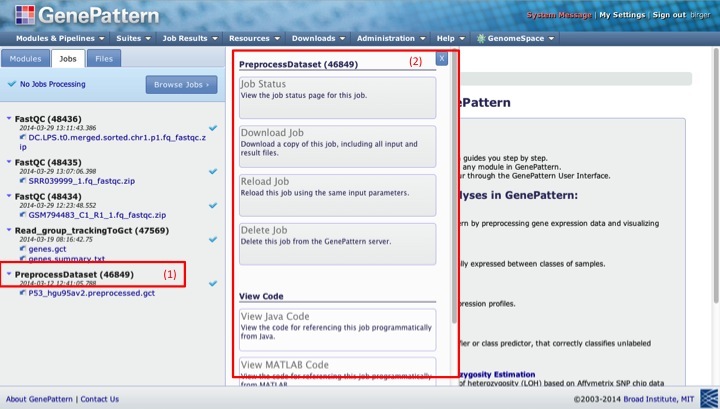 GenePattern
System Message | My Settings | Sign out birger
Modules & Pipelines Suites Job Results Resources Downloads Administration Help GenomeSpace
Modules Jobs Files
No Jobs Processing
Browse Jobs ›
FastQC (48436)
2014-03-29 13:11:43.386
DC.LPS.t0.merged.sorted.chr1.p1.fq_fastqc.z
ip
FastQC (48435)
2014-03-29 13:07:06.398
SRR039999_1.fq_fastqc.zip
FastQC (48434)
2014-03-29 12:23:48.552
GSM794483_C1_R1_1.fq_fastqc.zip
Read_group_trackingToGct (47569)
2014-03-19 08:16:42.75
genes.gct
genes.summary.txt
PreprocessDataset (46849) (1)
2014-03-12 12:41:05.788
PS3_hgu95av2.preprocessed.gct
PreprocessDataset (46849) (2) X
Job Status
View the job status page for this job.
Download Job
Download a copy of this job, including all input and
result files.
Reload Job
Reload this job using the same input parameters.
Delete Job
Delete this job from the GenePattern server.
View Code
View Java Code
View the code for referencing this job programmatically
from Java.
View MATLAB Code
View the code for referencing this job programmatically
from MATLAB.
ePattern
guides you step by step.
any module in GenePattern.
ur through the GenePattern User Interface.
lyses in GenePattern:
rn by preprocessing gene expression data and visualizing
lly expressed between classes of samples.
pression profiles.
ifier or class predictor, that correctly classifies unlabeled
zygosity Estimation
of heterozygosity (LOH) based on Affymetrix SNP chip data
About GenePattern | Contact Us
©2003-2014 Broad Institute, MIT